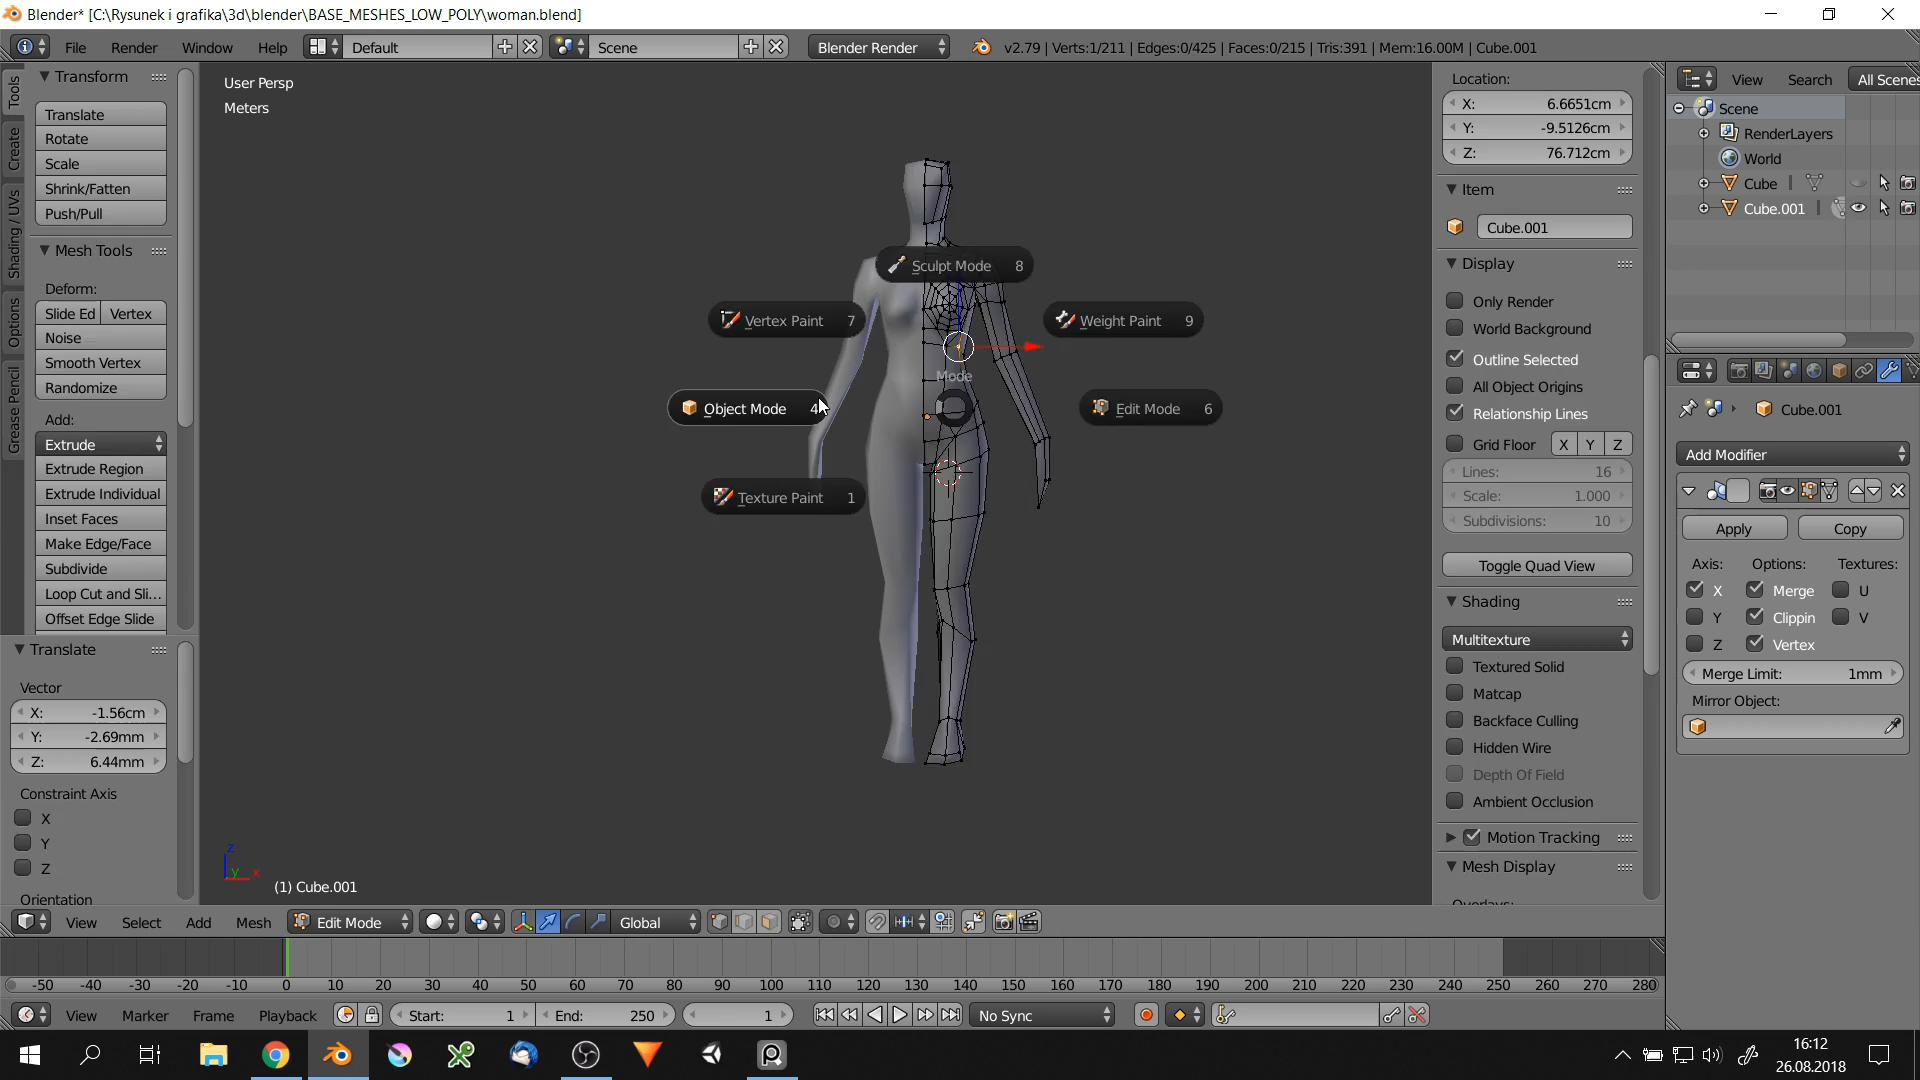 Blender* [C:\Rysunek i grafika\3d\blender\BASE_MESHES_LOW_POLY\woman.blend]
File Render Window Help Default Scene Blender Render v2.79 | Verts:1/211 | Edges:0/425 | Faces:0/215 | Tris:391 | Mem:16.00M | Cube.001
Tools
Create
Shading / UVs
Options
Grease Pencil
Transform
Translate
Rotate
Scale
Shrink/Fatten
Push/Pull
Mesh Tools
Deform:
Slide Ed Vertex
Noise
Smooth Vertex
Randomize
Add:
Extrude
Extrude Region
Extrude Individual
Inset Faces
Make Edge/Face
Subdivide
Loop Cut and Sli...
Offset Edge Slide
Translate
Vector
X: -1.56cm
Y: -2.69mm
Z: 6.44mm
Constraint Axis
X
Y
Z
Orientation
User Persp
Meters
Sculpt Mode 8
Vertex Paint 7
Weight Paint 9
Mode
Object Mode 4
Edit Mode 6
Texture Paint 1
z
y x
(1) Cube.001
Location:
X: 6.6651cm
Y: -9.5126cm
Z: 76.712cm
Item
Cube.001
Display
Only Render
World Background
Outline Selected
All Object Origins
Relationship Lines
Grid Floor X Y Z
Lines: 16
Scale: 1.000
Subdivisions: 10
Toggle Quad View
Shading
Multitexture
Textured Solid
Matcap
Backface Culling
Hidden Wire
Depth Of Field
Ambient Occlusion
Motion Tracking
Mesh Display
View Search All Scenes
Scene
RenderLayers
World
Cube
Cube.001
Cube.001
Add Modifier
Apply Copy
Axis: Options: Textures:
X Merge U
Y Clippin V
Z Vertex
Merge Limit: 1mm
Mirror Object:
View Select Add Mesh Edit Mode Global
-50 -40 -30 -20 -10 0 10 20 30 40 50 60 70 80 90 100 110 120 130 140 150 160 170 180 190 200 210 220 230 240 250 260 270 280
View Marker Frame Playback Start: 1 End: 250 1 No Sync
16:12
26.08.2018